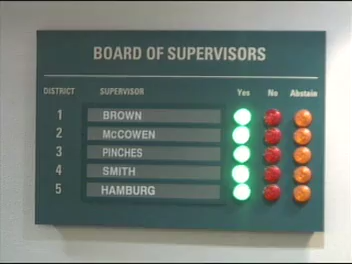 BOARD OF SUPERVISORS
DISTRICT SUPERVISOR Yes No Abstain
1 BROWN
2 McCOWEN
3 PINCHES
4 SMITH
5 HAMBURG